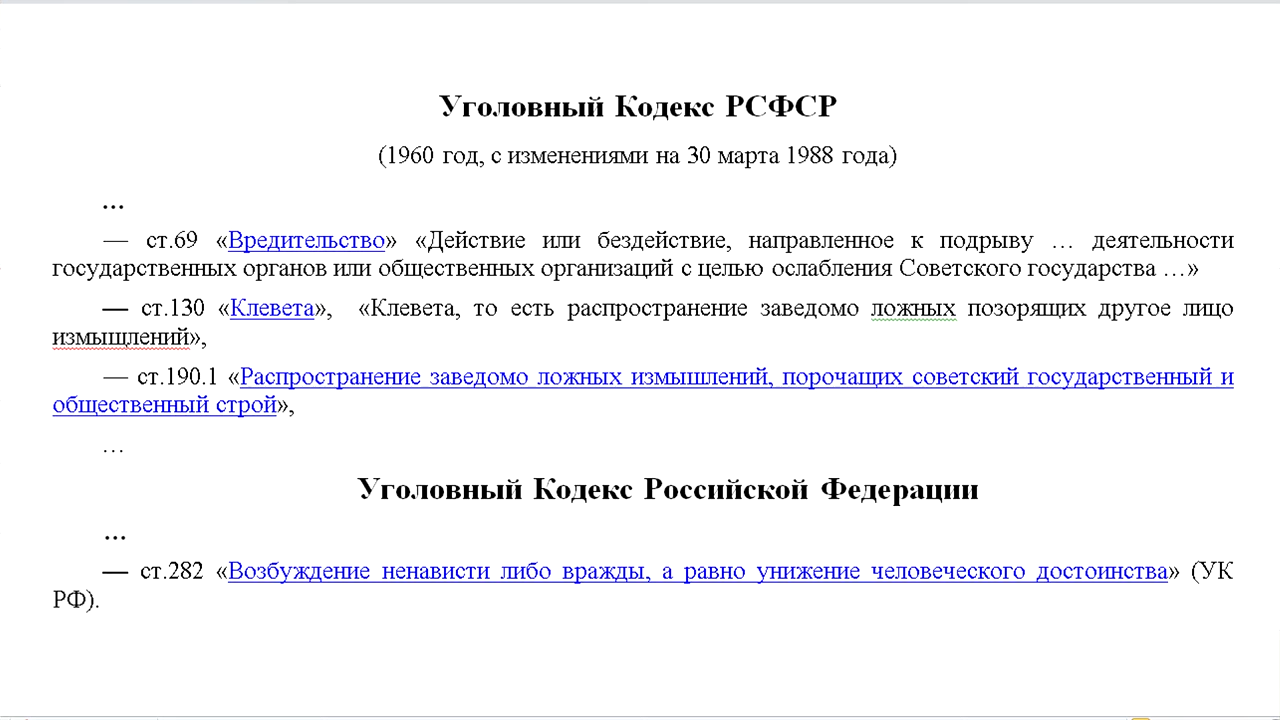 Уголовный Кодекс РСФСР
(1960 год, с изменениями на 30 марта 1988 года)
...
— ст.69 «Вредительство» «Действие или бездействие, направленное к подрыву … деятельности
государственных органов или общественных организаций с целью ослабления Советского государства …»
— ст.130 «Клевета», «Клевета, то есть распространение заведомо ложных позорящих другое лицо
измыщлений»,
— ст.190.1 «Распространение заведомо ложных измышлений, порочащих советский государственный и
общественный строй»,
…
Уголовный Кодекс Российской Федерации
...
— ст.282 «Возбуждение ненависти либо вражды, а равно унижение человеческого достоинства» (УК
РФ).